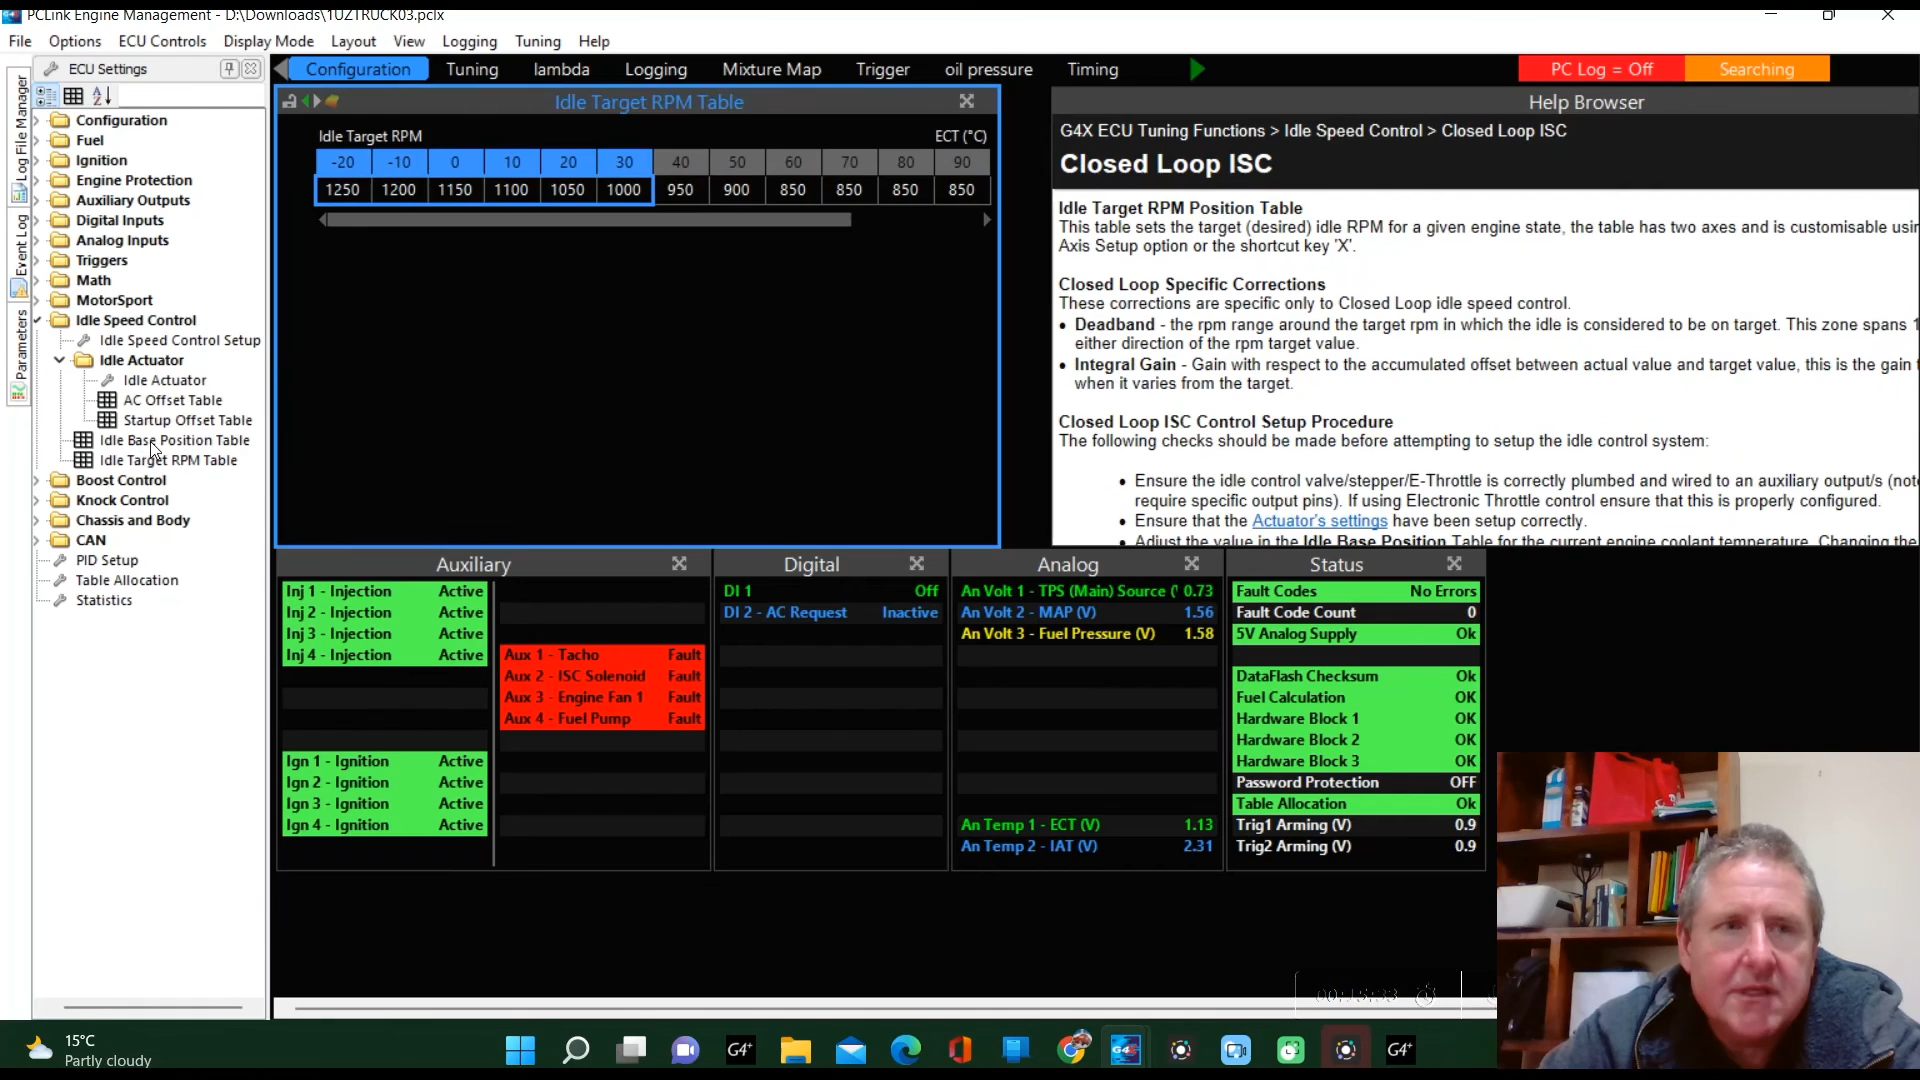 PCLink Engine Management - D:\Downloads\1UZTRUCK03.pclx
File Options ECU Controls Display Mode Layout View Logging Tuning Help
Log File Manager
Event Log
Parameters
ECU Settings
Configuration
Fuel
Ignition
Engine Protection
Auxiliary Outputs
Digital Inputs
Analog Inputs
Triggers
Math
MotorSport
Idle Speed Control
Idle Speed Control Setup
Idle Actuator
Idle Actuator
AC Offset Table
Startup Offset Table
Idle Base Position Table
Idle Target RPM Table
Boost Control
Knock Control
Chassis and Body
CAN
PID Setup
Table Allocation
Statistics
Configuration Tuning lambda Logging Mixture Map Trigger oil pressure Timing
PC Log = Off Searching
Idle Target RPM Table
Idle Target RPM ECT (°C)
-20 -10 0 10 20 30 40 50 60 70 80 90
1250 1200 1150 1100 1050 1000 950 900 850 850 850 850
Help Browser
G4X ECU Tuning Functions > Idle Speed Control > Closed Loop ISC
Closed Loop ISC
Idle Target RPM Position Table
This table sets the target (desired) idle RPM for a given engine state, the table has two axes and is customisable
Axis Setup option or the shortcut key 'X'.
Closed Loop Specific Corrections
These corrections are specific only to Closed Loop idle speed control.
• Deadband - the rpm range around the target rpm in which the idle is considered to be on target. This zone spans
either direction of the rpm target value.
• Integral Gain - Gain with respect to the accumulated offset between actual value and target value, this is the gain
when it varies from the target.
Closed Loop ISC Control Setup Procedure
The following checks should be made before attempting to setup the idle control system:
• Ensure the idle control valve/stepper/E-Throttle is correctly plumbed and wired to an auxiliary output/s
require specific output pins). If using Electronic Throttle control ensure that this is properly configured.
• Ensure that the Actuator's settings have been setup correctly.
• Adjust the value in the Idle Base Position Table for the current engine coolant temperature. Changing the
Auxiliary
Inj 1 - Injection Active
Inj 2 - Injection Active
Inj 3 - Injection Active
Inj 4 - Injection Active
Ign 1 - Ignition Active
Ign 2 - Ignition Active
Ign 3 - Ignition Active
Ign 4 - Ignition Active
Aux 1 - Tacho Fault
Aux 2 - ISC Solenoid Fault
Aux 3 - Engine Fan 1 Fault
Aux 4 - Fuel Pump Fault
Digital
DI 1 Off
DI 2 - AC Request Inactive
Analog
An Volt 1 - TPS (Main) Source ( 0.73
An Volt 2 - MAP (V) 1.56
An Volt 3 - Fuel Pressure (V) 1.58
An Temp 1 - ECT (V) 1.13
An Temp 2 - IAT (V) 2.31
Status
Fault Codes No Errors
Fault Code Count 0
5V Analog Supply Ok
DataFlash Checksum Ok
Fuel Calculation OK
Hardware Block 1 OK
Hardware Block 2 OK
Hardware Block 3 OK
Password Protection OFF
Table Allocation Ok
Trig1 Arming (V) 0.9
Trig2 Arming (V) 0.9
15°C
Partly cloudy
G4+
G4X
G4+